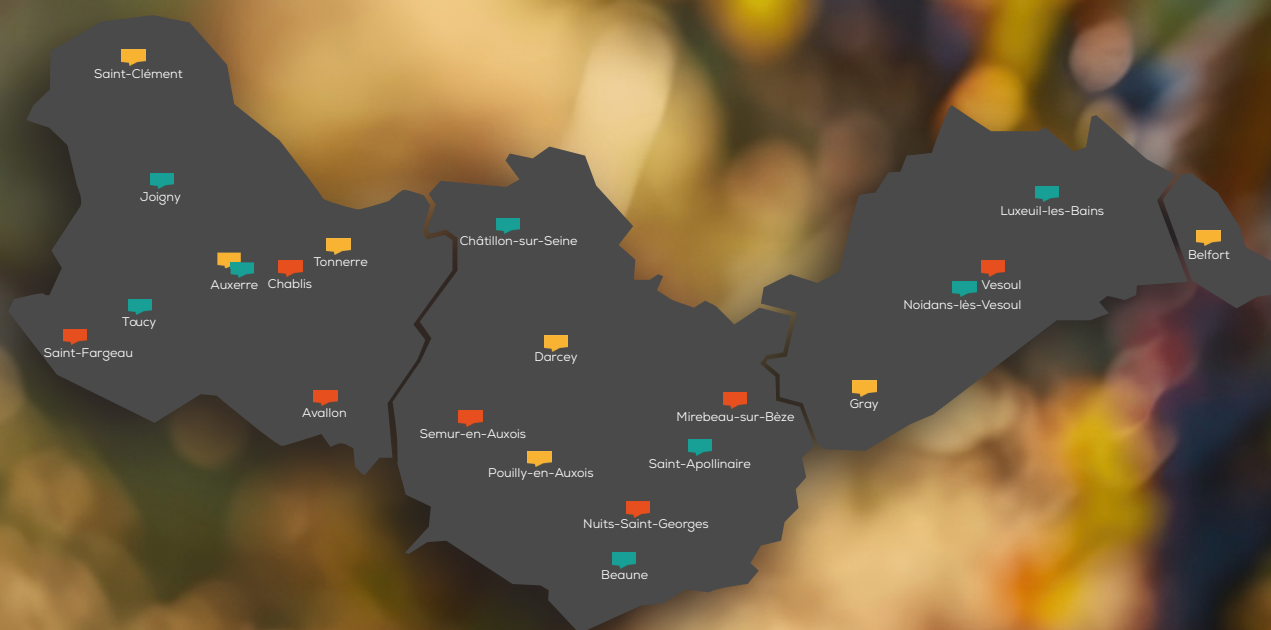 Saint-Clément
Joigny
Auxerre
Chablis
Tonnerre
Toucy
Saint-Fargeau
Avallon
Châtillon-sur-Seine
Darcey
Semur-en-Auxois
Pouilly-en-Auxois
Mirebeau-sur-Bèze
Saint-Apollinaire
Nuits-Saint-Georges
Beaune
Luxeuil-les-Bains
Vesoul
Noidans-lès-Vesoul
Gray
Belfort